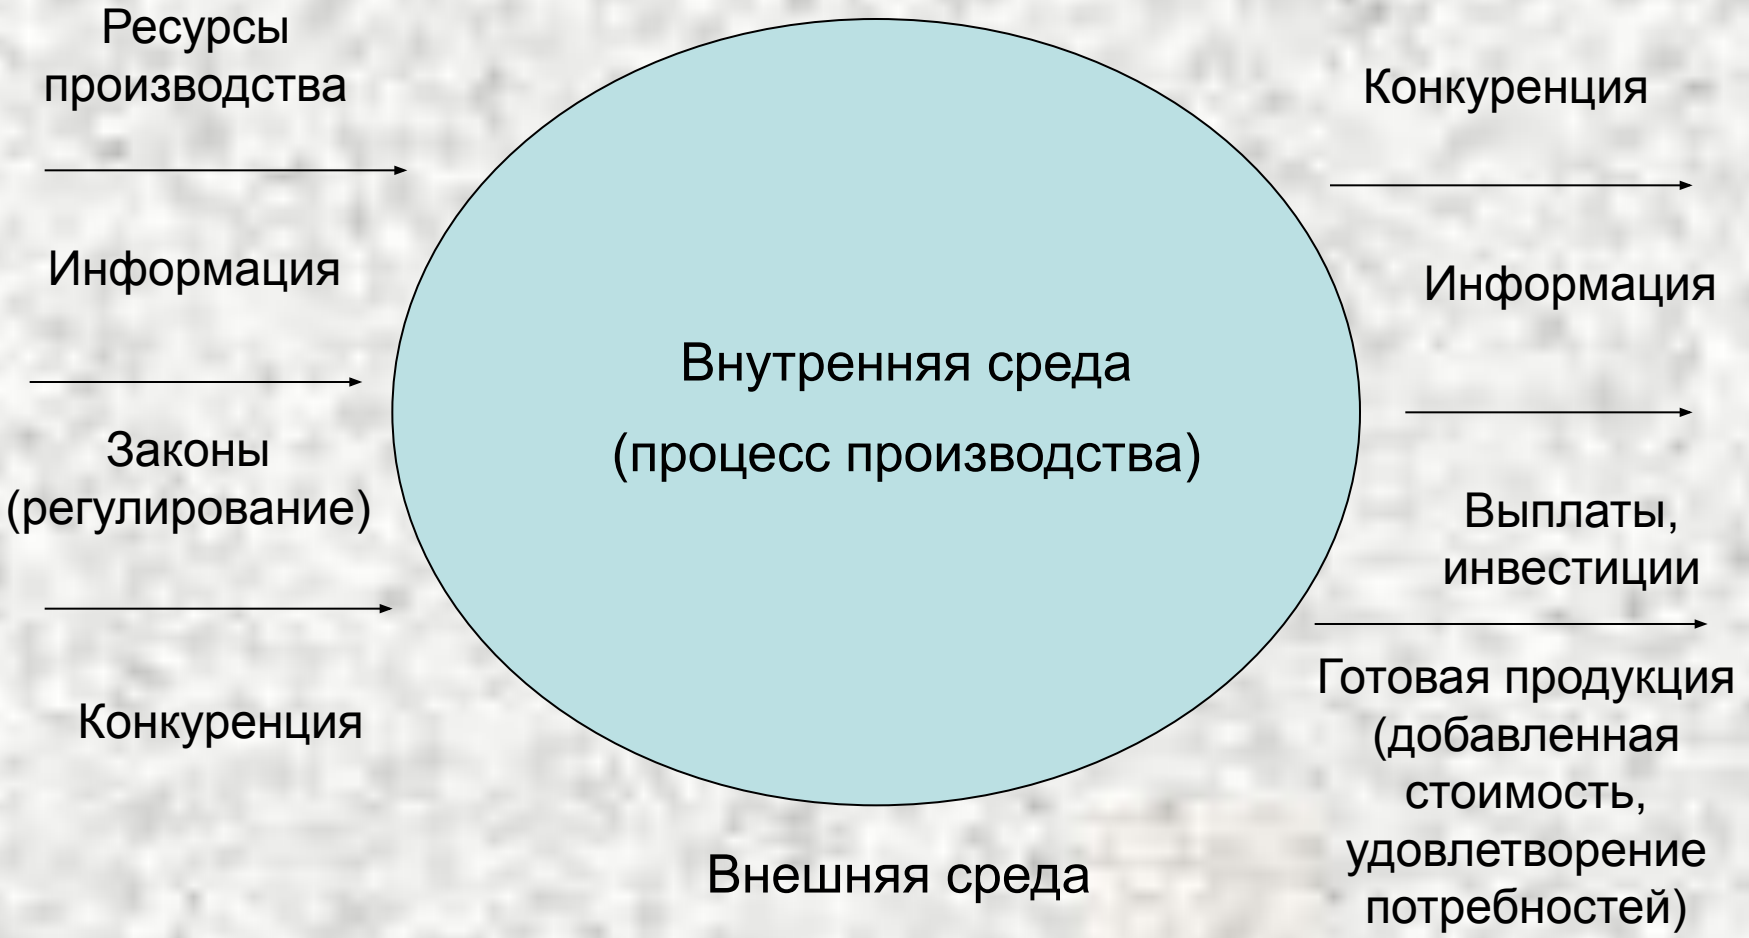 Ресурсы
производства
Информация
Законы
(регулирование)
Конкуренция
Внутренняя среда
(процесс производства)
Внешняя среда
Конкуренция
Информация
Выплаты,
инвестиции
Готовая продукция
(добавленная
стоимость,
удовлетворение
потребностей)